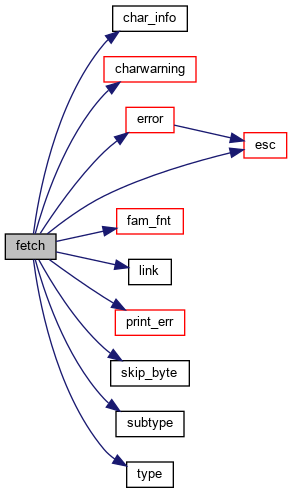 char_info
charwarning
error
esc
fetch
fam_fnt
link
print_err
skip_byte
subtype
type